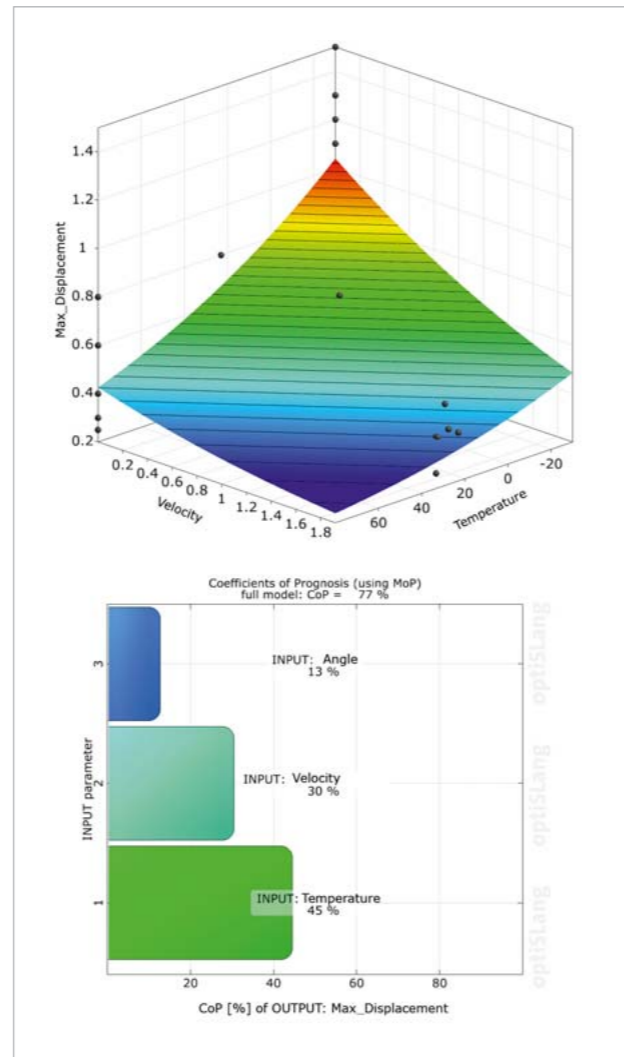 1.4
1.2
1
0.8
0.6
0.4
0.2
Max_Displacement
0.2 0.4 0.6 0.8 1 1.2 1.4 1.6 1.8
Velocity
60 40 20 0 -20
Temperature
Coefficients of Prognosis (using MoP)
full model: CoP = 77 %
INPUT parameter
3
INPUT: Angle
13 %
2
INPUT: Velocity
30 %
1
INPUT: Temperature
45 %
20 40 60 80
CoP [%] of OUTPUT: Max_Displacement
optiSLang
optiSLang
optiSLang